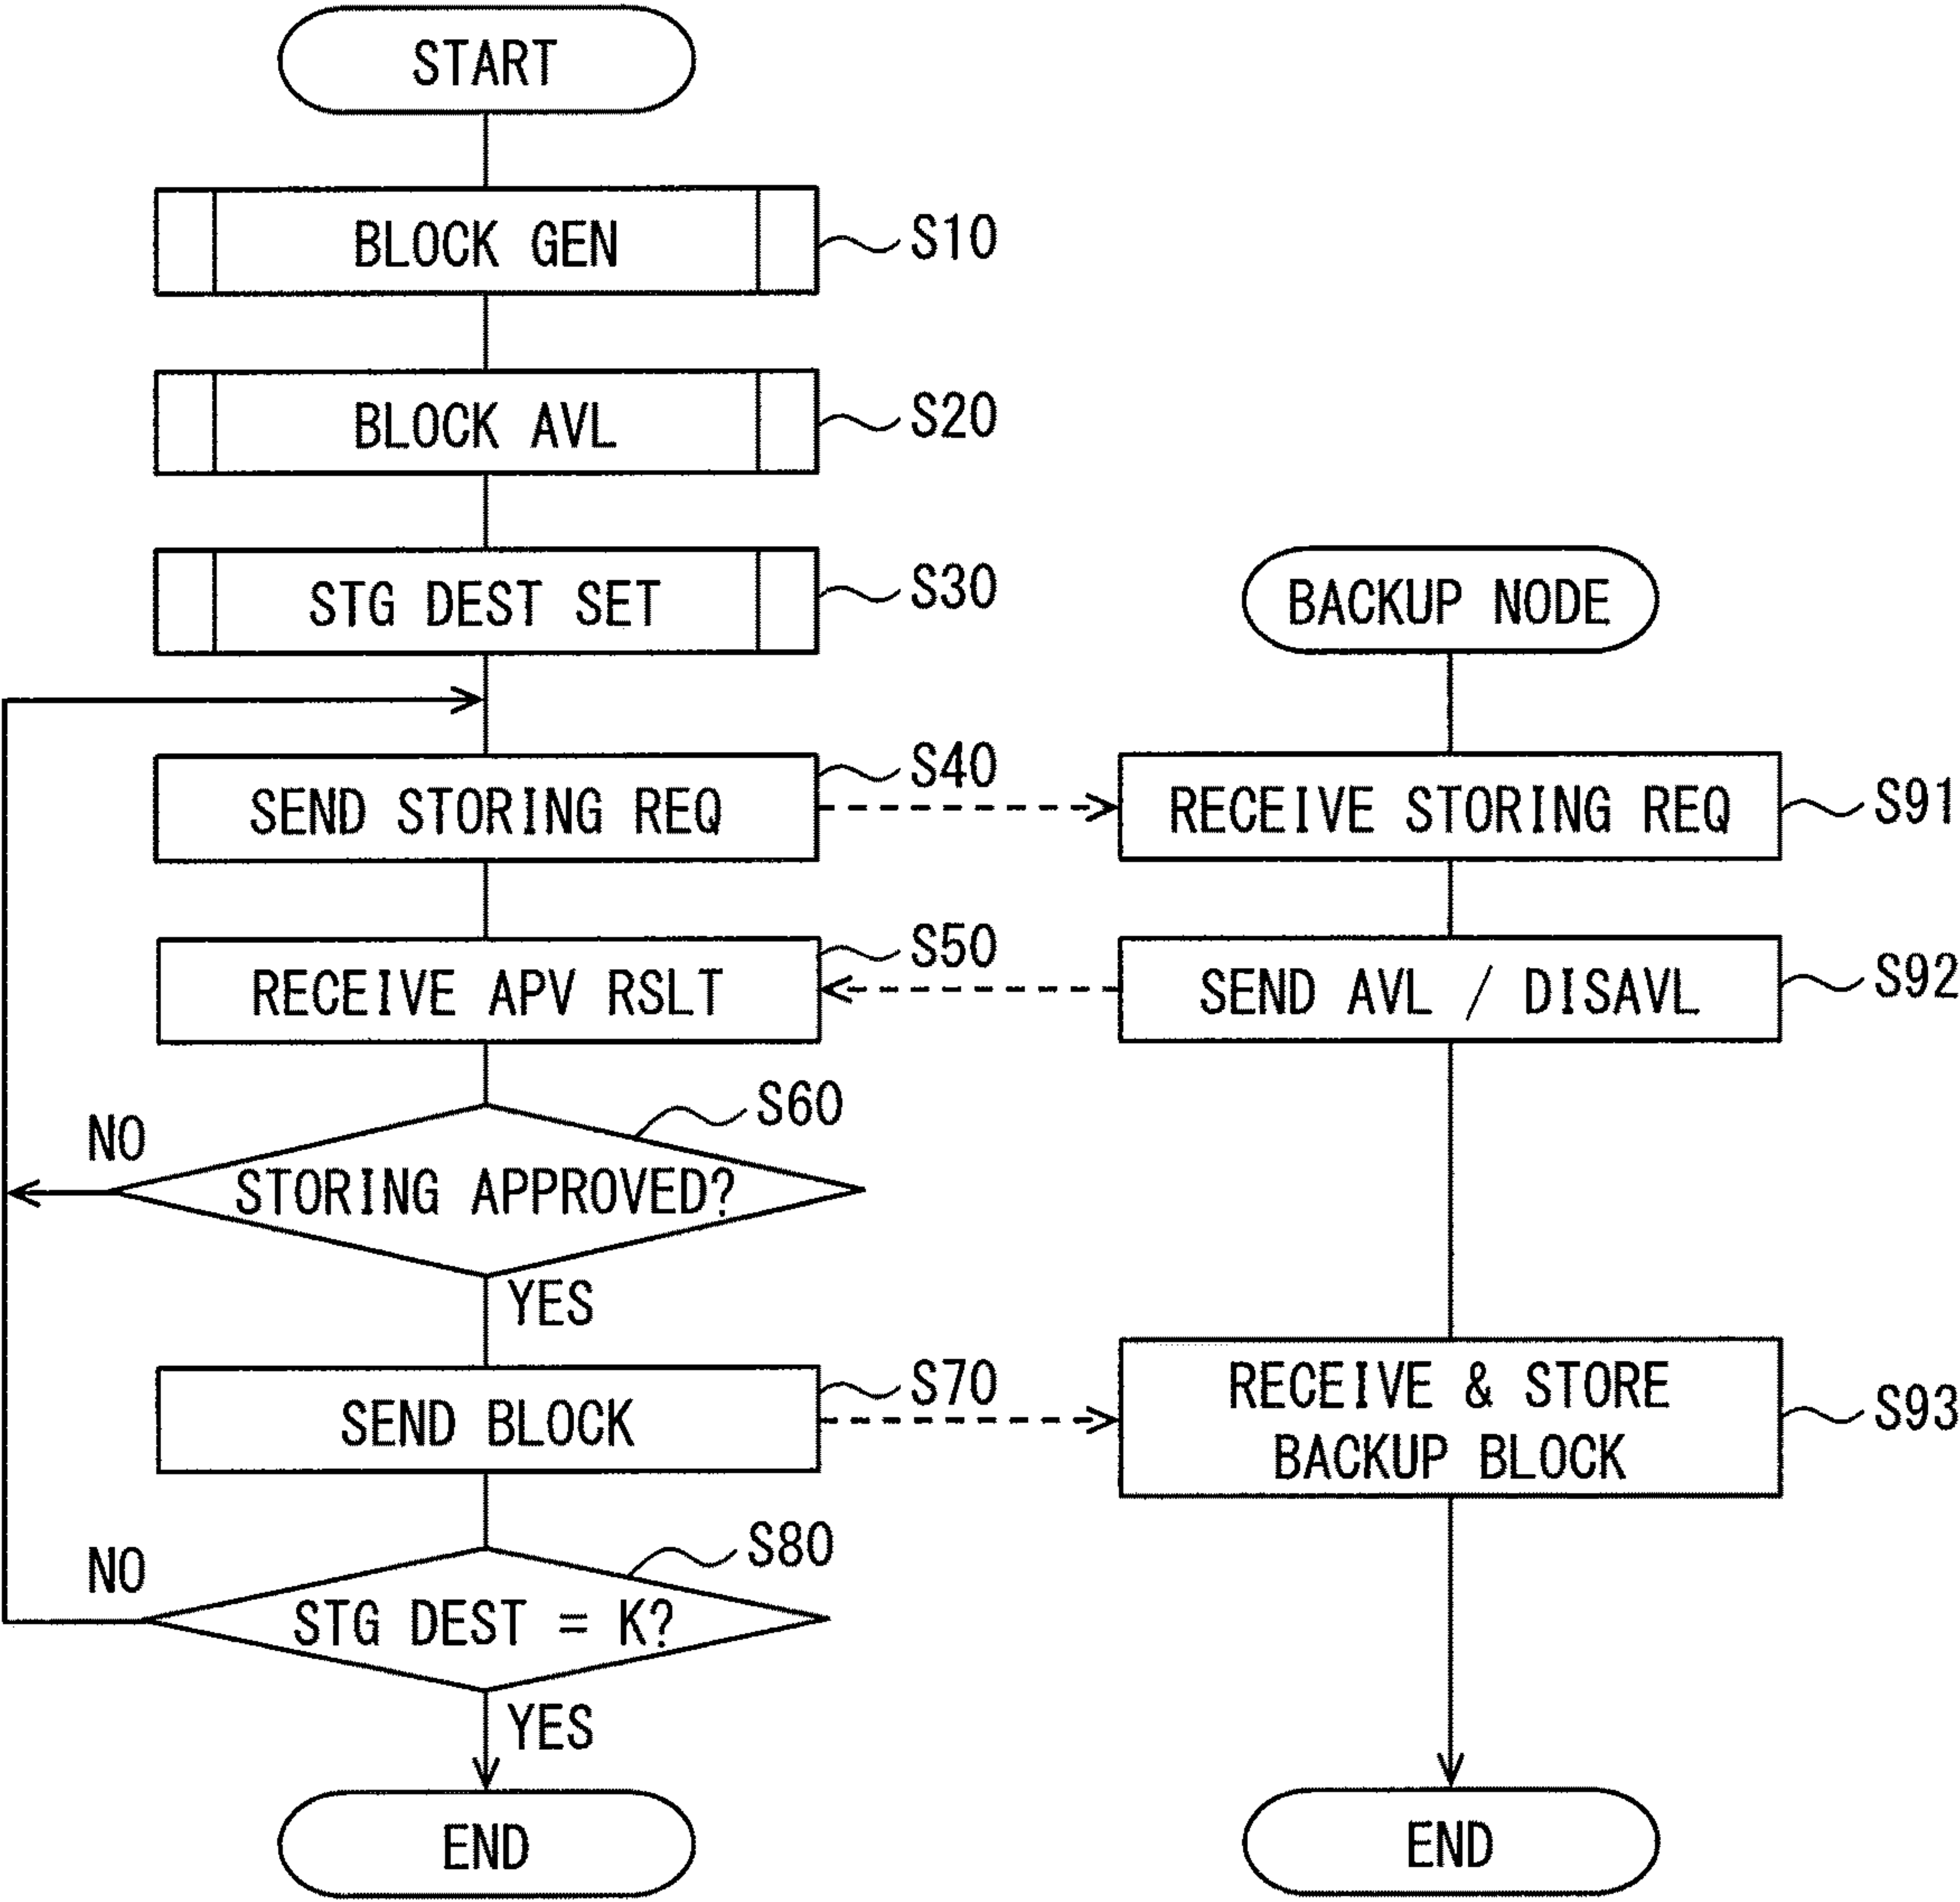 START
BLOCK GEN
S10
BLOCK AVL
S20
STG DEST SET
S30
BACKUP NODE
SEND STORING REQ
S40
RECEIVE STORING REQ
S91
RECEIVE APV RSLT
S50
SEND AVL / DISAVL
S92
STORING APPROVED?
S60
NO
YES
SEND BLOCK
S70
RECEIVE & STORE
BACKUP BLOCK
S93
STG DEST = K?
S80
NO
YES
END
END